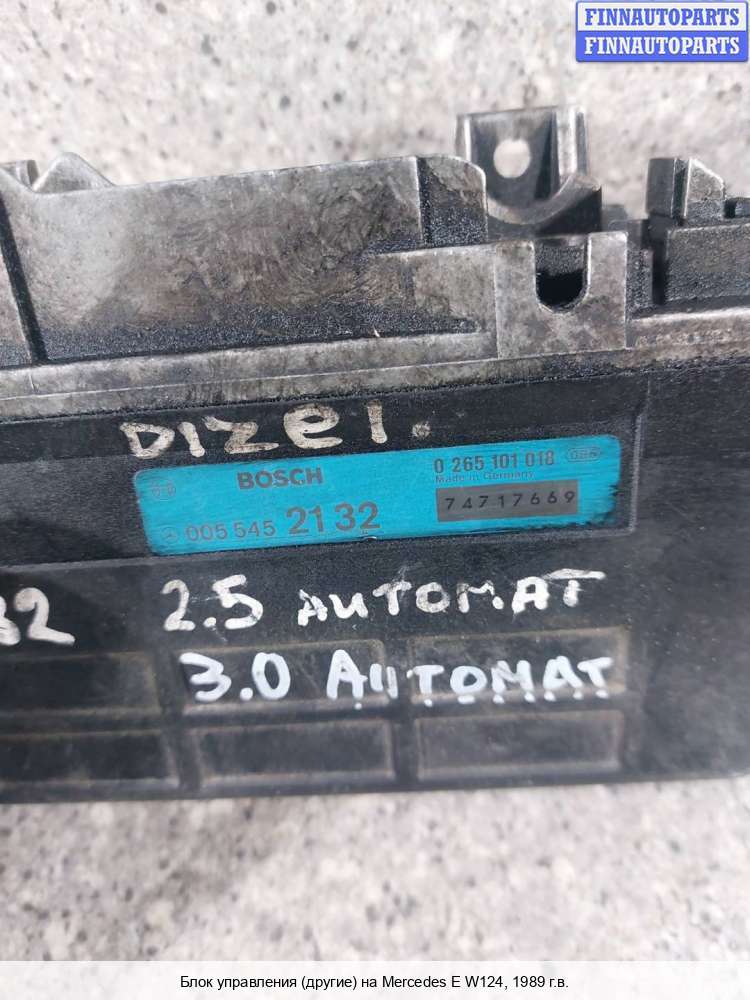 FINNAUTOPARTS
FINNAUTOPARTS
DIZEl.
BOSCH 0 265 101 018
Made in Germany
005 545 2132 74717669
32 2.5 AUTOMAT
3.0 AUTOMAT
Блок управления (другие) на Mercedes E W124, 1989 г.в.